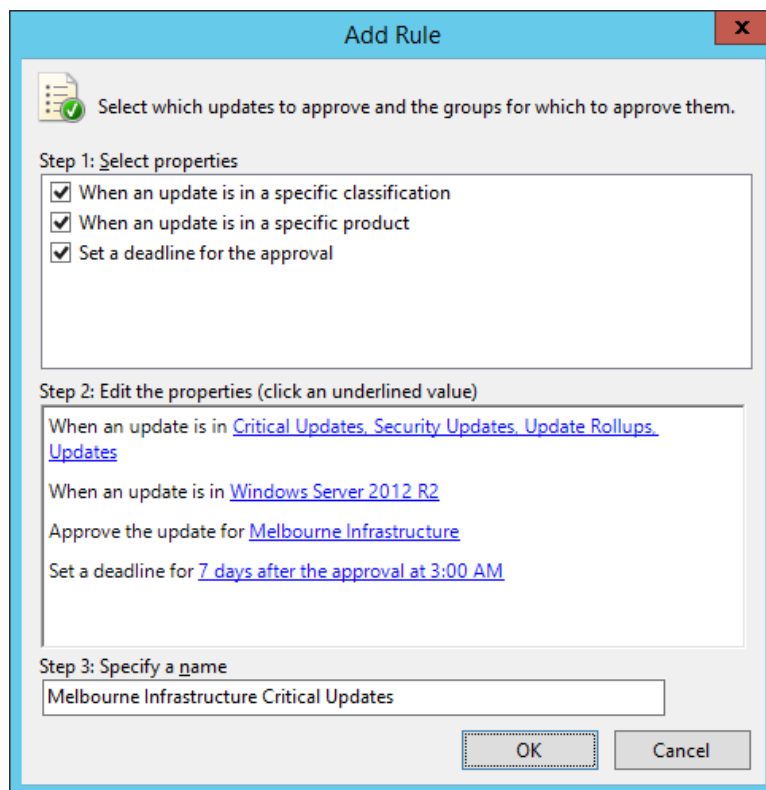 Add Rule
x
Select which updates to approve and the groups for which to approve them.
Step 1: Select properties
When an update is in a specific classification
When an update is in a specific product
Set a deadline for the approval
Step 2: Edit the properties (click an underlined value)
When an update is in Critical Updates, Security Updates, Update Rollups,
Updates
When an update is in Windows Server 2012 R2
Approve the update for Melbourne Infrastructure
Set a deadline for 7 days after the approval at 3:00 AM
Step 3: Specify a name
Melbourne Infrastructure Critical Updates
OK
Cancel